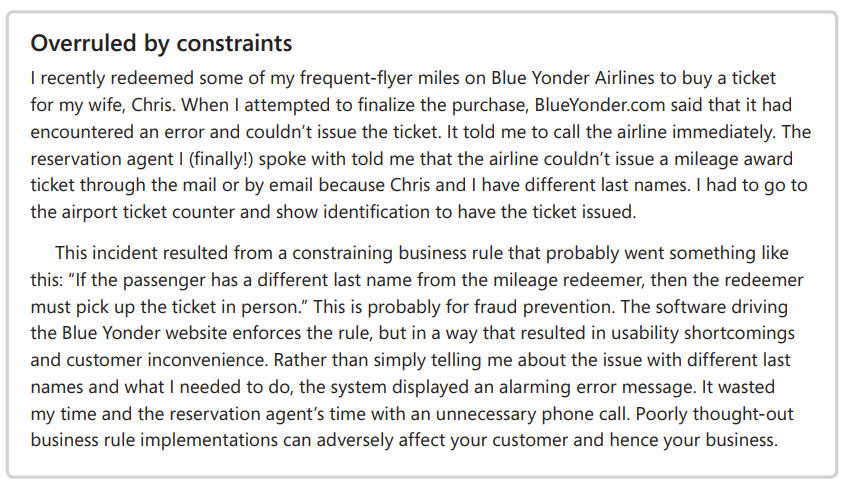 Overruled by constraints
I recently redeemed some of my frequent-flyer miles on Blue Yonder Airlines to buy a ticket
for my wife, Chris. When I attempted to finalize the purchase, BlueYonder.com said that it had
encountered an error and couldn’t issue the ticket. It told me to call the airline immediately. The
reservation agent I (finally!) spoke with told me that the airline couldn’t issue a mileage award
ticket through the mail or by email because Chris and I have different last names. I had to go to
the airport ticket counter and show identification to have the ticket issued.
This incident resulted from a constraining business rule that probably went something like
this: “If the passenger has a different last name from the mileage redeemer, then the redeemer
must pick up the ticket in person.” This is probably for fraud prevention. The software driving
the Blue Yonder website enforces the rule, but in a way that resulted in usability shortcomings
and customer inconvenience. Rather than simply telling me about the issue with different last
names and what I needed to do, the system displayed an alarming error message. It wasted
my time and the reservation agent’s time with an unnecessary phone call. Poorly thought-out
business rule implementations can adversely affect your customer and hence your business.